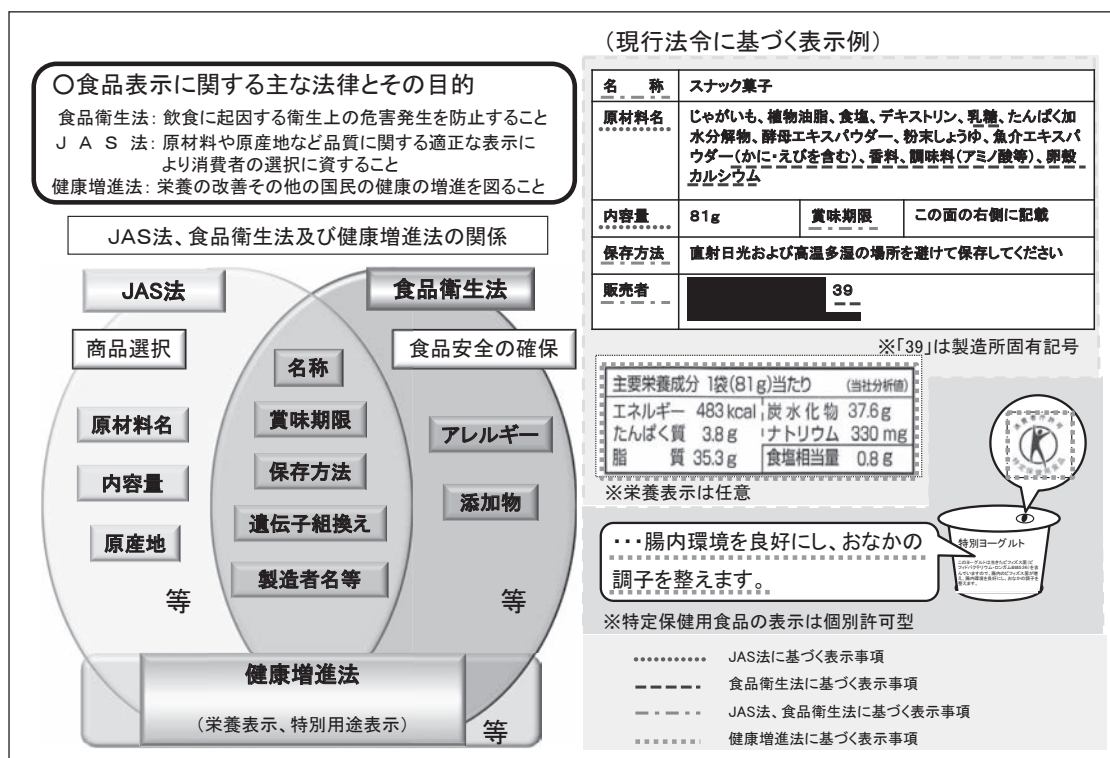 ○食品表示に関する主な法律とその目的
食品衛生法：飲食に起因する衛生上の危害発生を防止すること
ＪＡＳ法：原材料や原産地など品質に関する適正な表示に
より消費者の選択に資すること
健康増進法：栄養の改善その他の国民の健康の増進を図ること
JAS法、食品衛生法及び健康増進法の関係
JAS法
食品衛生法
商品選択
食品安全の確保
名称
原材料名
賞味期限
アレルギー
内容量
保存方法
添加物
原産地
遺伝子組換え
製造者名等
等
等
健康増進法
（栄養表示、特別用途表示）
等
（現行法令に基づく表示例）
名　称
スナック菓子
原材料名
じゃがいも、植物油脂、食塩、デキストリン、乳糖、たんぱく加
水分解物、酵母エキスパウダー、粉末しょうゆ、魚介エキスパ
ウダー（かに・えびを含む）、香料、調味料（アミノ酸等）、卵殻
カルシウム
内容量
81g
賞味期限
この面の右側に記載
保存方法
直射日光および高温多湿の場所を避けて保存してください
販売者
39
※「39」は製造所固有記号
主要栄養成分 1袋(81g)当たり （当社分析値）
エネルギー 483kcal 炭水化物 37.6g
たんぱく質 3.8g ナトリウム 330mg
脂質 35.3g 食塩相当量 0.8g
※栄養表示は任意
・・・腸内環境を良好にし、おなかの
調子を整えます。
特別ヨーグルト
※特定保健用食品の表示は個別許可型
JAS法に基づく表示事項
食品衛生法に基づく表示事項
JAS法、食品衛生法に基づく表示事項
健康増進法に基づく表示事項